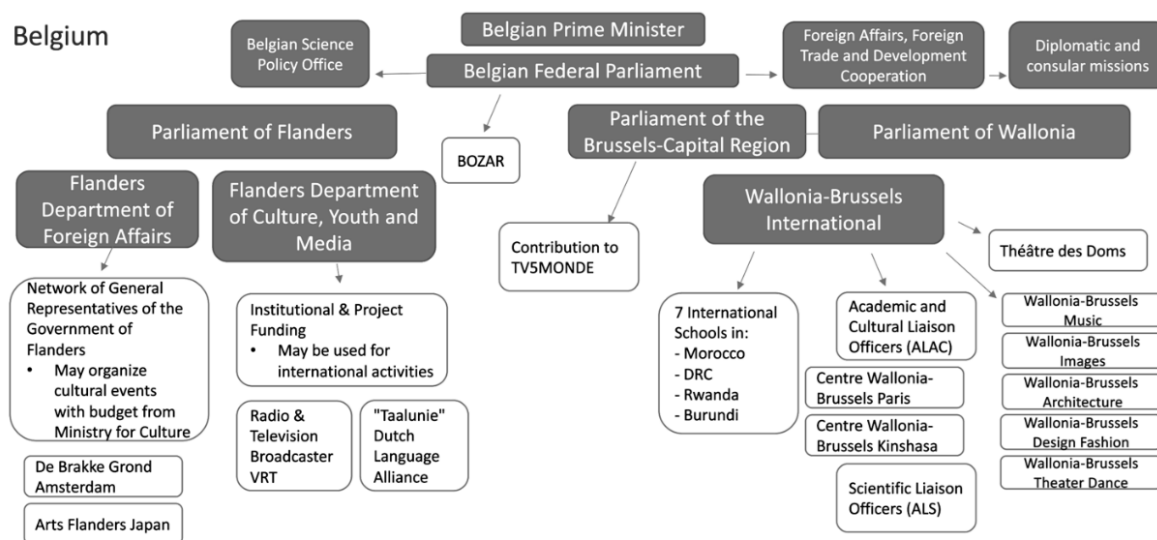 Belgium
Belgian Prime Minister
Belgian Science
Policy Office
Belgian Federal Parliament
Foreign Affairs, Foreign
Trade and Development
Cooperation
Diplomatic and
consular missions
Parliament of Flanders
BOZAR
Parliament of the
Brussels-Capital Region
Parliament of Wallonia
Flanders
Department of
Foreign Affairs
Flanders Department
of Culture, Youth and
Media
Contribution to
TV5MONDE
Wallonia-Brussels
International
Théâtre des Doms
Network of General
Representatives of the
Government of
Flanders
• May organize
cultural events
with budget from
Ministry for Culture
De Brakke Grond
Amsterdam
Arts Flanders Japan
Institutional & Project
Funding
• May be used for
international activities
Radio &
Television
Broadcaster
VRT
"Taalunie"
Dutch
Language
Alliance
7 International
Schools in:
- Morocco
- DRC
- Rwanda
- Burundi
Academic and
Cultural Liaison
Officers (ALAC)
Centre Wallonia-
Brussels Paris
Centre Wallonia-
Brussels Kinshasa
Scientific Liaison
Officers (ALS)
Wallonia-Brussels
Music
Wallonia-Brussels
Images
Wallonia-Brussels
Architecture
Wallonia-Brussels
Design Fashion
Wallonia-Brussels
Theater Dance